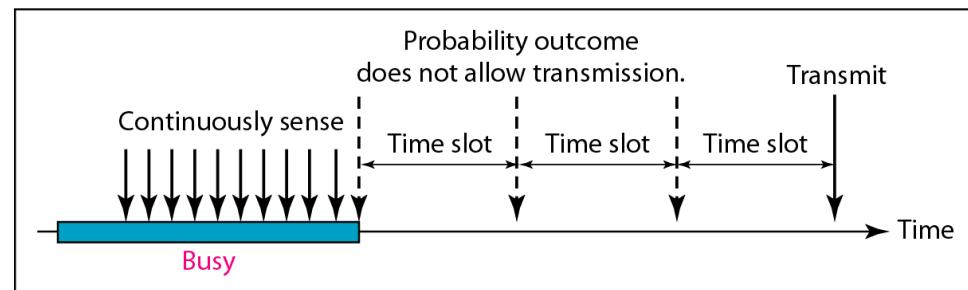 Probability outcome
does not allow transmission.
Transmit
Continuously sense
Time slot
Time slot
Time slot
Time
Busy